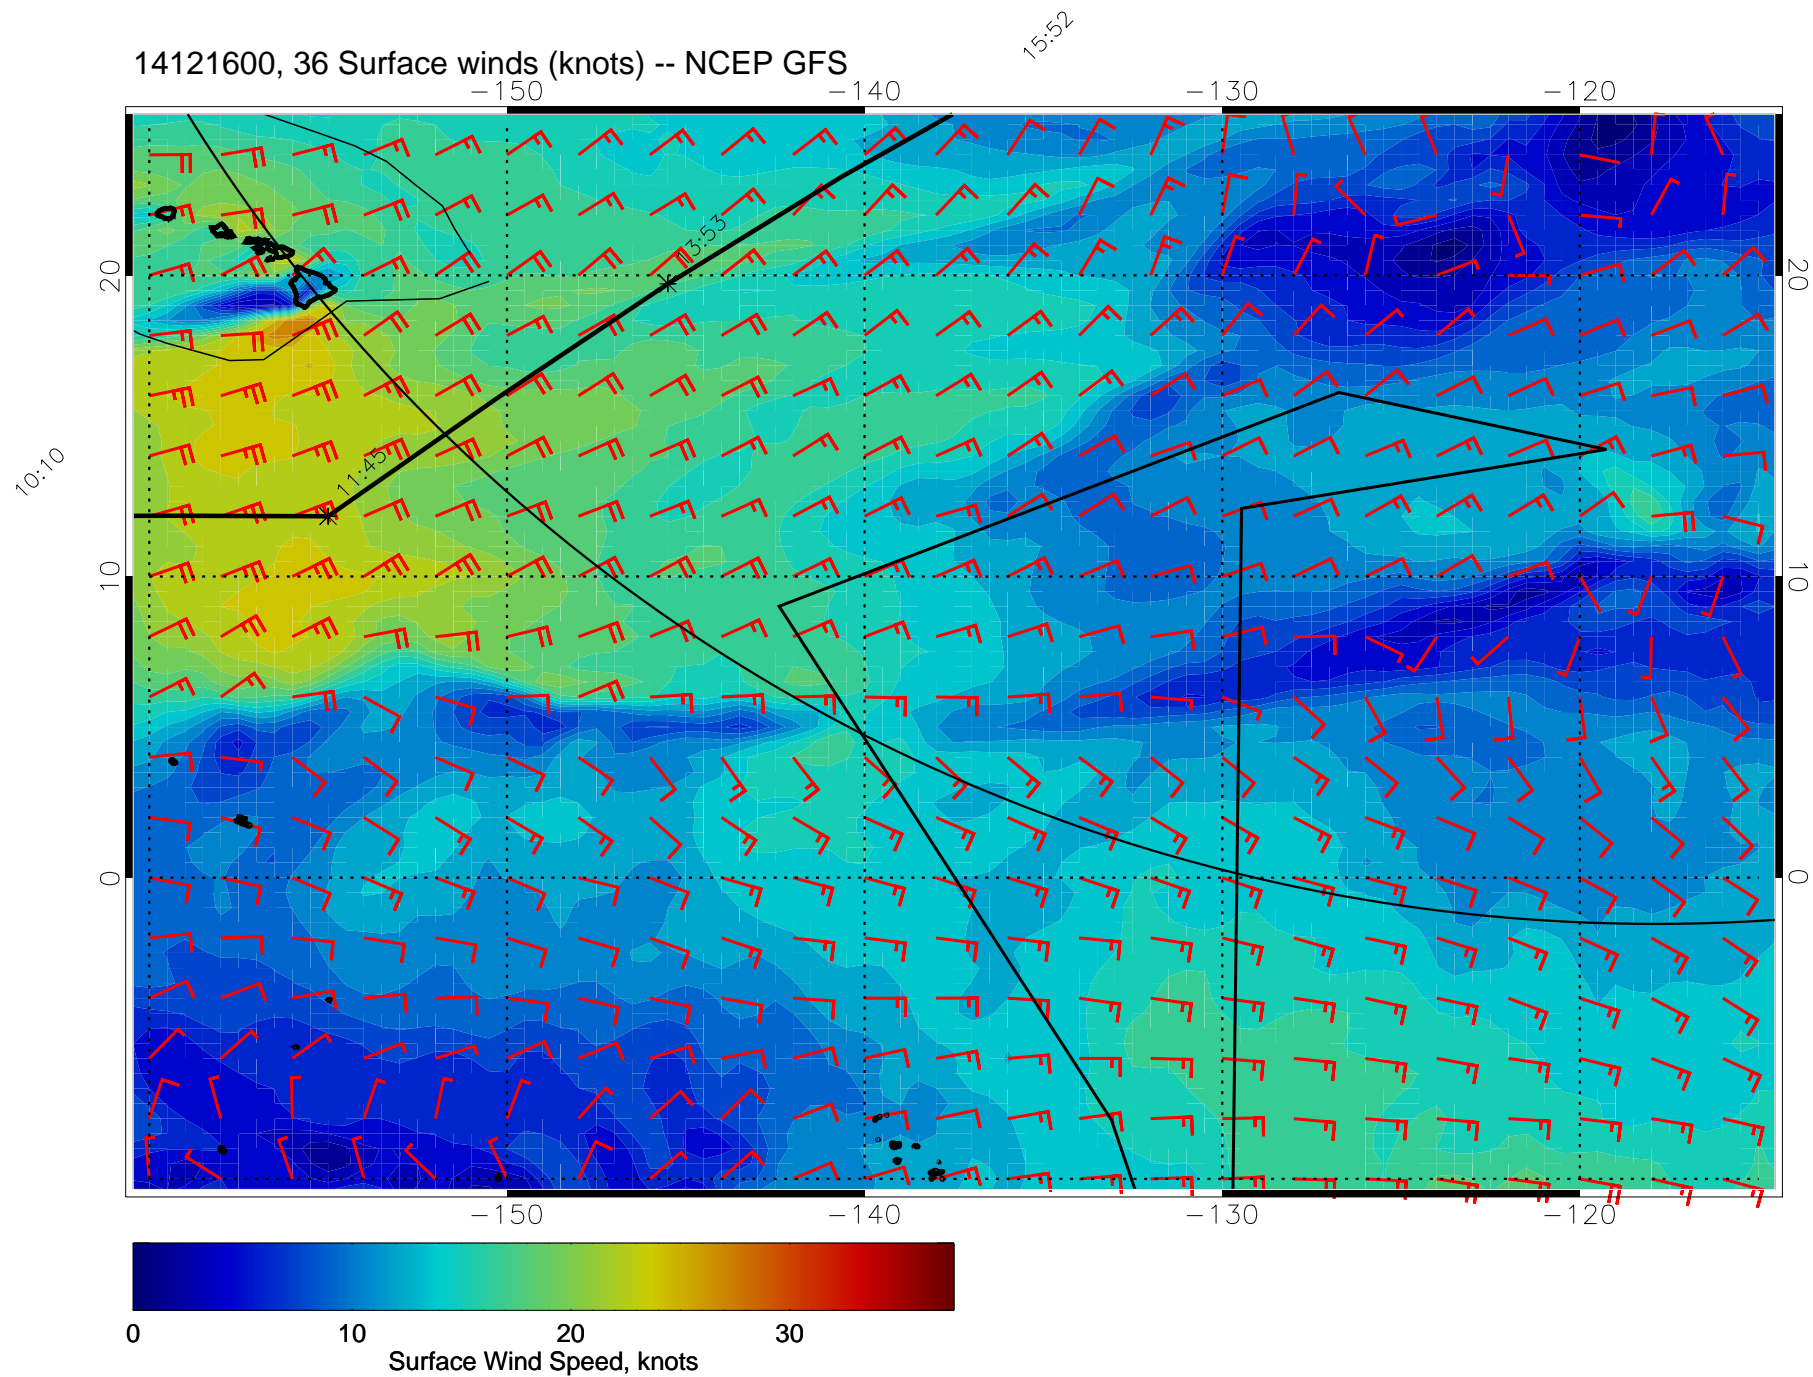 15:52
14121600, 36 Surface winds (knots) -- NCEP GFS
-150 -140 -130 -120
13:53
20 20
11:45
10:10
10 10
0 0
-150 -140 -130 -120
0 10 20 30
Surface Wind Speed, knots